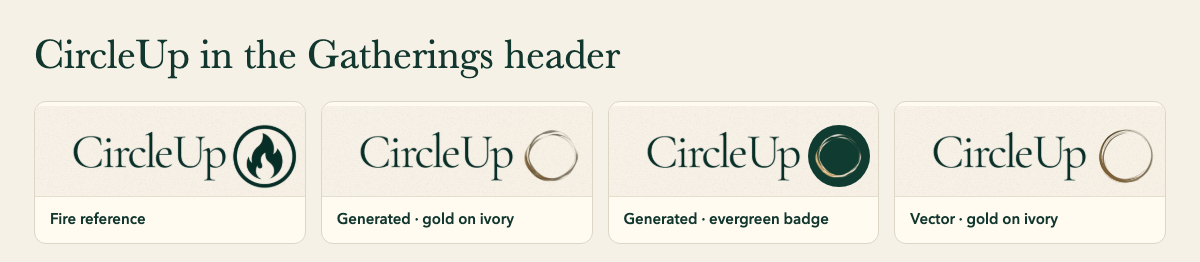 CircleUp in the Gatherings header
CircleUp
Fire reference
CircleUp
Generated · gold on ivory
CircleUp
Generated · evergreen badge
CircleUp
Vector · gold on ivory